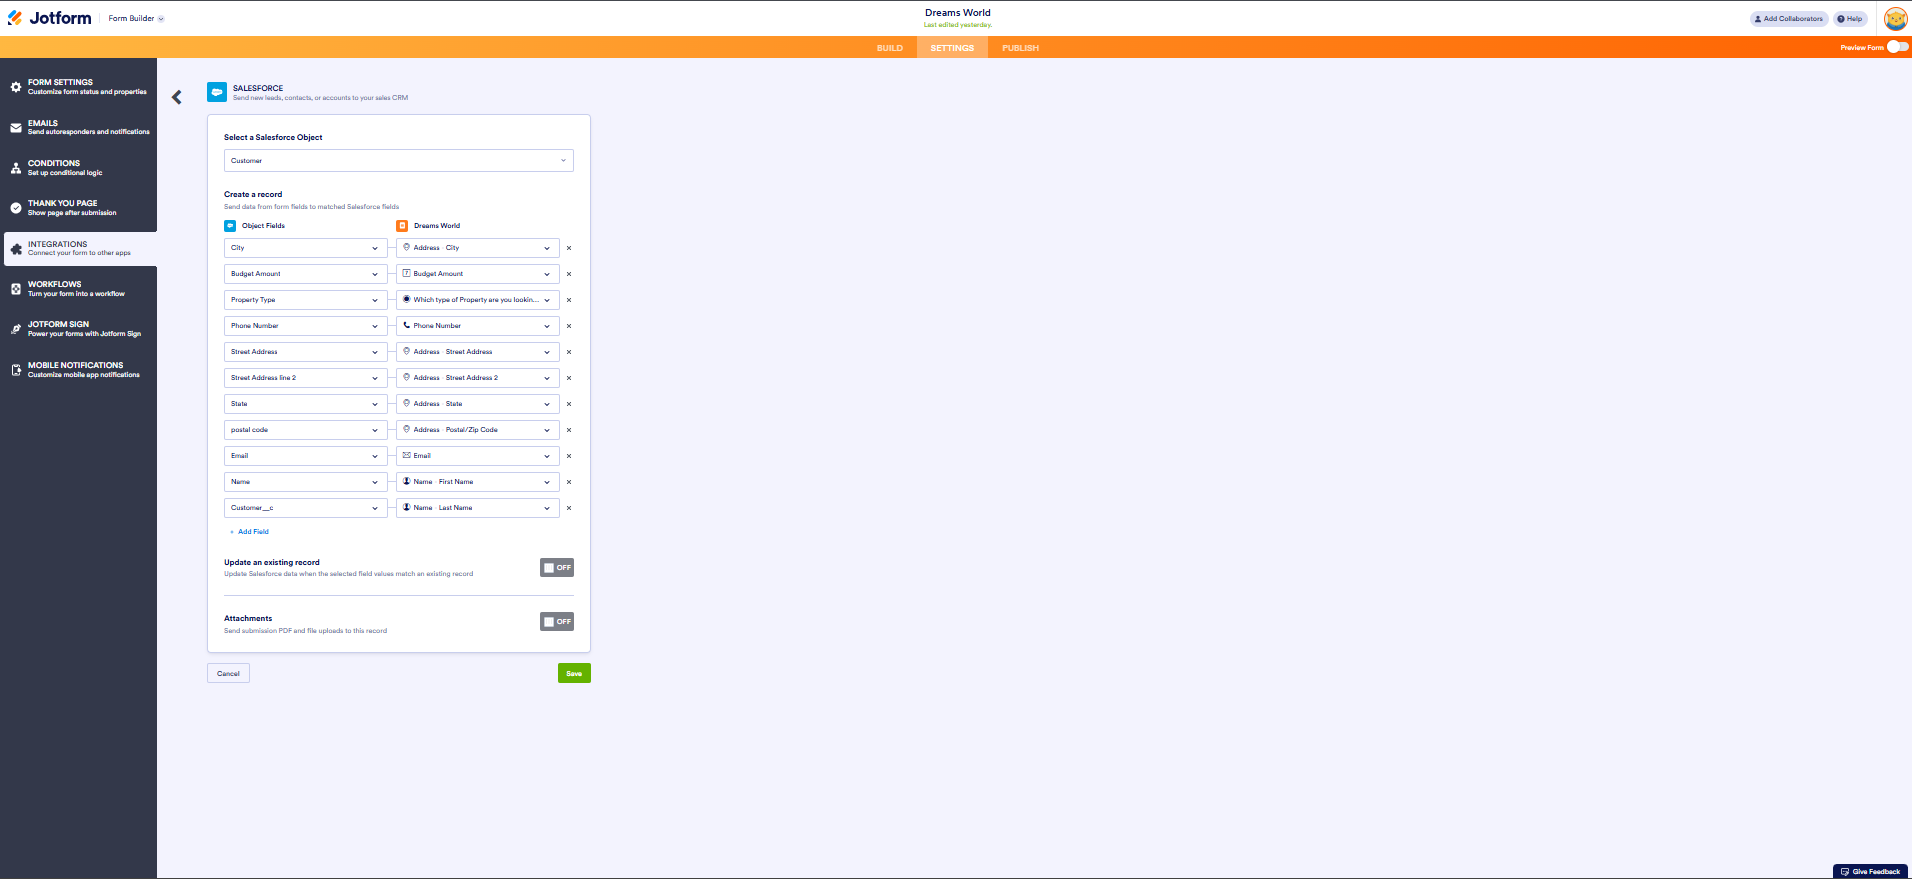 Jotform
Form Builder
Dreams World
Last edited yesterday.
Add Collaborators
Help
BUILD
SETTINGS
PUBLISH
Preview Form
FORM SETTINGS
Customize form status and properties
EMAILS
Send autoresponders and notifications
CONDITIONS
Set up conditional logic
THANK YOU PAGE
Show page after submission
INTEGRATIONS
Connect your form to other apps
WORKFLOWS
Turn your form into a workflow
JOTFORM SIGN
Power your forms with Jotform Sign
MOBILE NOTIFICATIONS
Customize mobile app notifications
SALESFORCE
Send new leads, contacts, or accounts to your sales CRM
Select a Salesforce Object
Customer
Create a record
Send data from form fields to matched Salesforce fields
Object Fields Dreams World
City Address - City
Budget Amount Budget Amount
Property Type Which type of Property are you lookin...
Phone Number Phone Number
Street Address Address - Street Address
Street Address line 2 Address - Street Address 2
State Address - State
postal code Address - Postal/Zip Code
Email Email
Name Name - First Name
Customer__c Name - Last Name
+ Add Field
Update an existing record
Update Salesforce data when the selected field values match an existing record
OFF
Attachments
Send submission PDF and file uploads to this record
OFF
Cancel
Save
Give Feedback